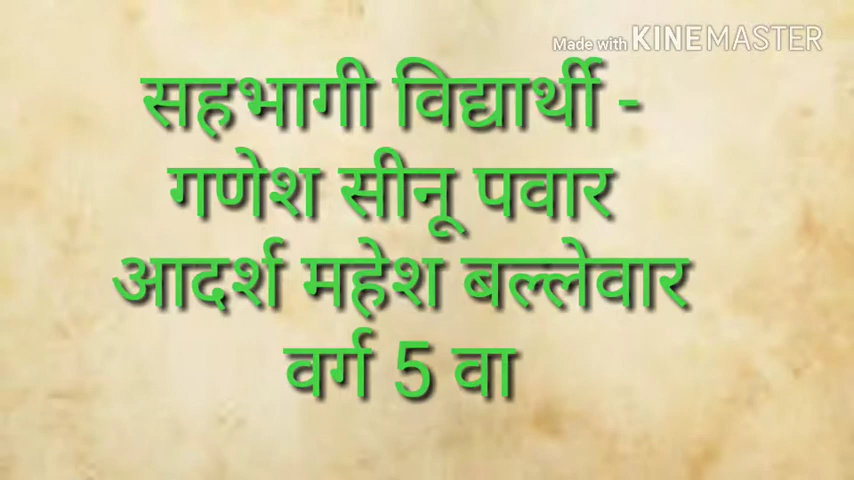 Made with KINEMASTER
सहभागी विद्यार्थी -
गणेश सीनू पवार
आदर्श महेश बल्लेवार
वर्ग 5 वा